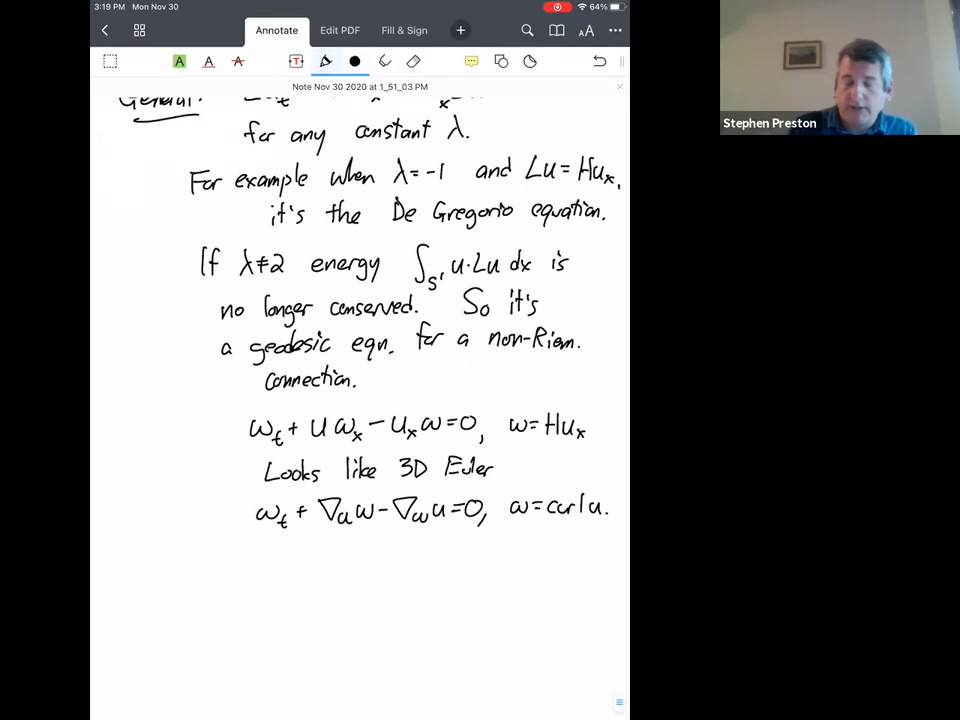 3:19 PM Mon Nov 30
64%
Annotate
Edit PDF
Fill & Sign
Note Nov 30 2020 at 1_51_03 PM
Stephen Preston
General:
for any constant λ.
For example when λ=-1 and Lu=Hu_x,
it's the De Gregorio equation.
If λ≠2 energy ∫_{S^1} u·Lu dx is
no longer conserved. So it's
a geodesic eqn. for a non-Riem.
connection.
ω_t + uω_x - u_xω=0, ω=Hu_x
Looks like 3D Euler
ω_t + ∇_uω - ∇_ωu=0, ω=curl u.